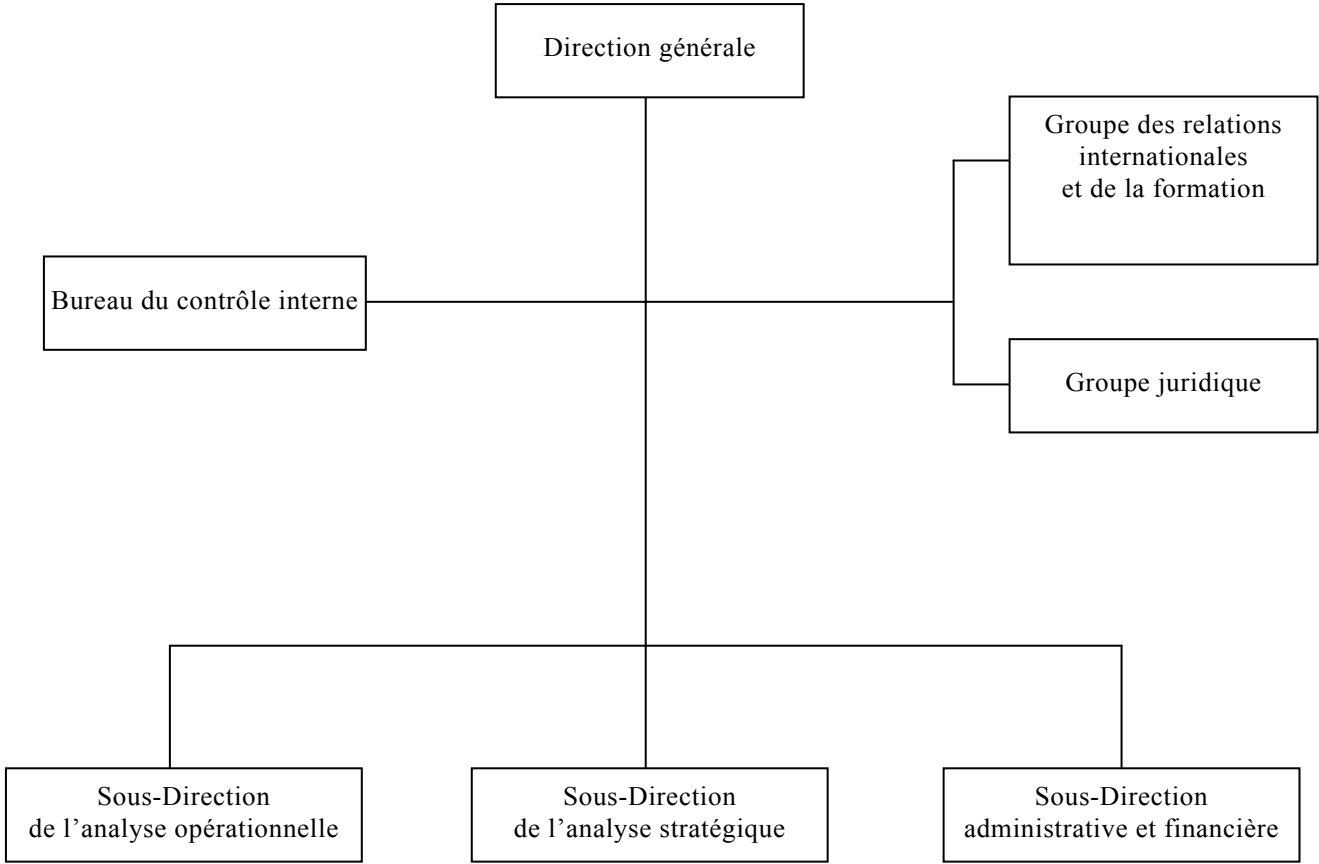 Direction générale
Groupe des relations
internationales
et de la formation
Bureau du contrôle interne
Groupe juridique
Sous-Direction
de l’analyse opérationnelle
Sous-Direction
de l’analyse stratégique
Sous-Direction
administrative et financière